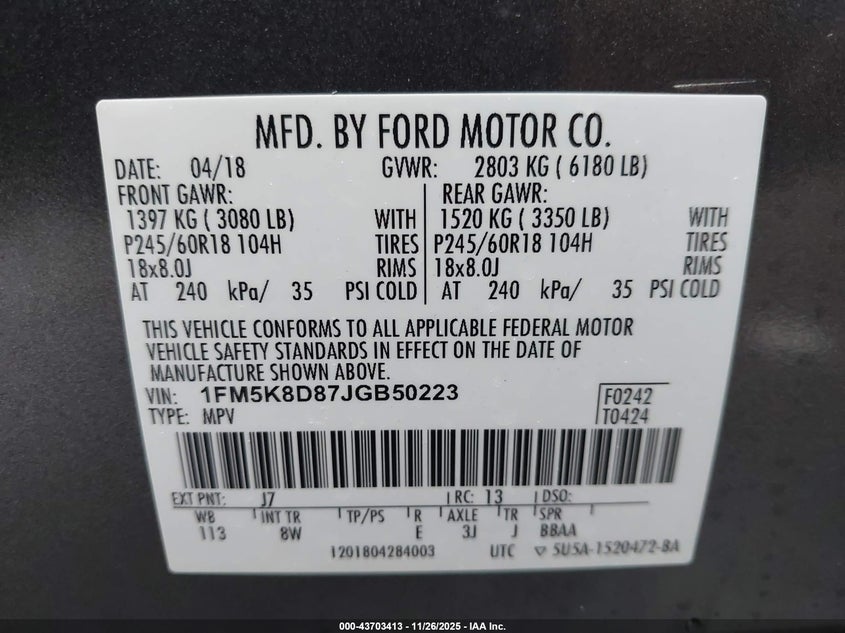 MFD. BY FORD MOTOR CO.
DATE: 04/18 GVWR: 2803 KG ( 6180 LB)
FRONT GAWR: REAR GAWR:
1397 KG ( 3080 LB) WITH 1520 KG ( 3350 LB) WITH
P245/60R18 104H TIRES P245/60R18 104H TIRES
18x8.0J RIMS 18x8.0J RIMS
AT 240 kPa/ 35 PSI COLD AT 240 kPa/ 35 PSI COLD
THIS VEHICLE CONFORMS TO ALL APPLICABLE FEDERAL MOTOR
VEHICLE SAFETY STANDARDS IN EFFECT ON THE DATE OF
MANUFACTURE SHOWN ABOVE.
VIN: 1FM5K8D87JGB50223 F0242
TYPE: MPV T0424
EXT PNT: J7 RC: 13 DSO:
WB INT TR TP/PS R AXLE TR SPR
113 8W E 3J J BBAA
1201804284003 UTC ▽ 5U5A-1520472-BA
000-43703413 - 11/26/2025 - IAA Inc.